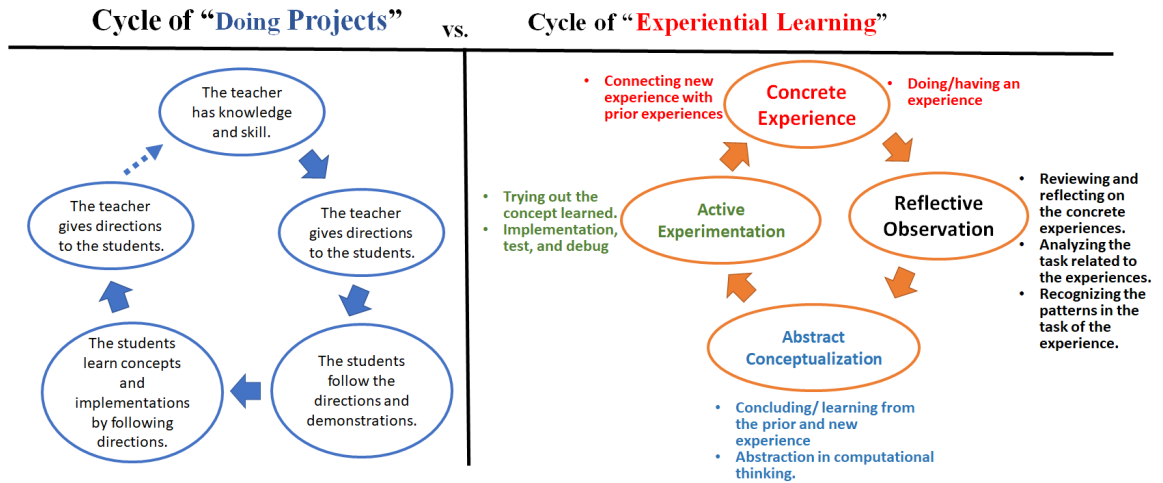 Cycle of “Doing Projects”
vs.
Cycle of “Experiential Learning”
The teacher
has knowledge
and skill.
The teacher
gives directions
to the students.
The students
follow the
directions and
demonstrations.
The students
learn concepts
and
implementations
by following
directions.
The teacher
gives directions
to the students.
• Connecting new
experience with
prior experiences
Concrete
Experience
• Doing/having an
experience
Reflective
Observation
• Reviewing and
reflecting on
the concrete
experiences.
• Analyzing the
task related to
the experiences.
• Recognizing the
patterns in the
task of the
experience.
Abstract
Conceptualization
• Concluding/ learning from
the prior and new
experience
• Abstraction in computational
thinking.
Active
Experimentation
• Trying out the
concept learned.
• Implementation,
test, and debug